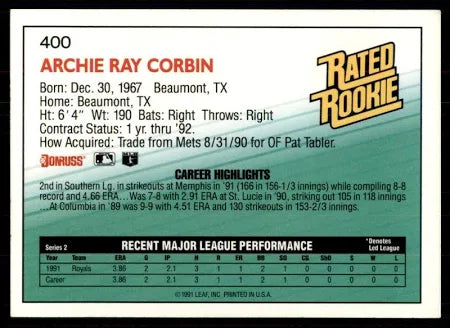 400
ARCHIE RAY CORBIN
RATED
ROOKIE
Born: Dec. 30, 1967 Beaumont, TX
Home: Beaumont, TX
Ht: 6'4" Wt: 190 Bats: Right Throws: Right
Contract Status: 1 yr. thru '92.
How Acquired: Trade from Mets 8/31/90 for OF Pat Tabler.
DONRUSS
CAREER HIGHLIGHTS
2nd in Southern Lg. in strikeouts at Memphis in '91 (166 in 156-1/3 innings) while compiling 8-8
record and 4.66 ERA... Was 7-8 with 2.91 ERA at St. Lucie in '90, striking out 105 in 118 innings
...At Columbia in '89 was 9-9 with 4.51 ERA and 130 strikeouts in 153-2/3 innings.
Series 2 RECENT MAJOR LEAGUE PERFORMANCE *Denotes
Led League
Year Team ERA G IP H R ER BB SO CG ShO S W L
1991 Royals 3.86 2 2.1 3 1 1 2 1 0 0 0 0 0
Career 3.86 2 2.1 3 1 1 2 1 0 0 0 0 0
©1991 LEAF, INC. PRINTED IN U.S.A.